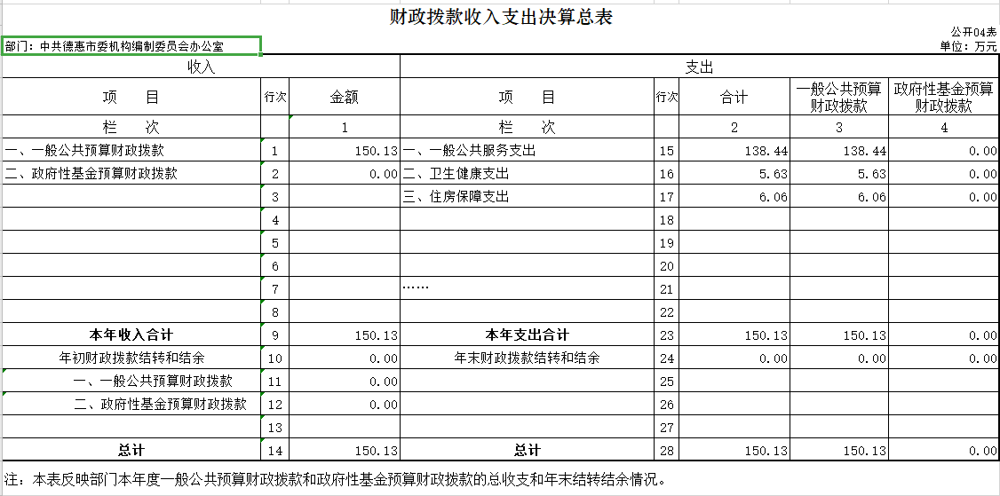 财政拨款收入支出决算总表
公开04表
部门：中共德惠市委机构编制委员会办公室 单位：万元
收入 支出
项 目 行次 金额 项 目 行次 合计 一般公共预算财政拨款 政府性基金预算财政拨款
栏 次 1 栏 次 2 3 4
一、一般公共预算财政拨款 1 150.13 一、一般公共服务支出 15 138.44 138.44 0.00
二、政府性基金预算财政拨款 2 0.00 二、卫生健康支出 16 5.63 5.63 0.00
3 三、住房保障支出 17 6.06 6.06 0.00
4 18
5 19
6 20
7 …… 21
8 22
本年收入合计 9 150.13 本年支出合计 23 150.13 150.13 0.00
年初财政拨款结转和结余 10 0.00 年末财政拨款结转和结余 24 0.00 0.00 0.00
一、一般公共预算财政拨款 11 0.00 25
二、政府性基金预算财政拨款 12 0.00 26
13 27
总计 14 150.13 总计 28 150.13 150.13 0.00
注：本表反映部门本年度一般公共预算财政拨款和政府性基金预算财政拨款的总收支和年末结转结余情况。